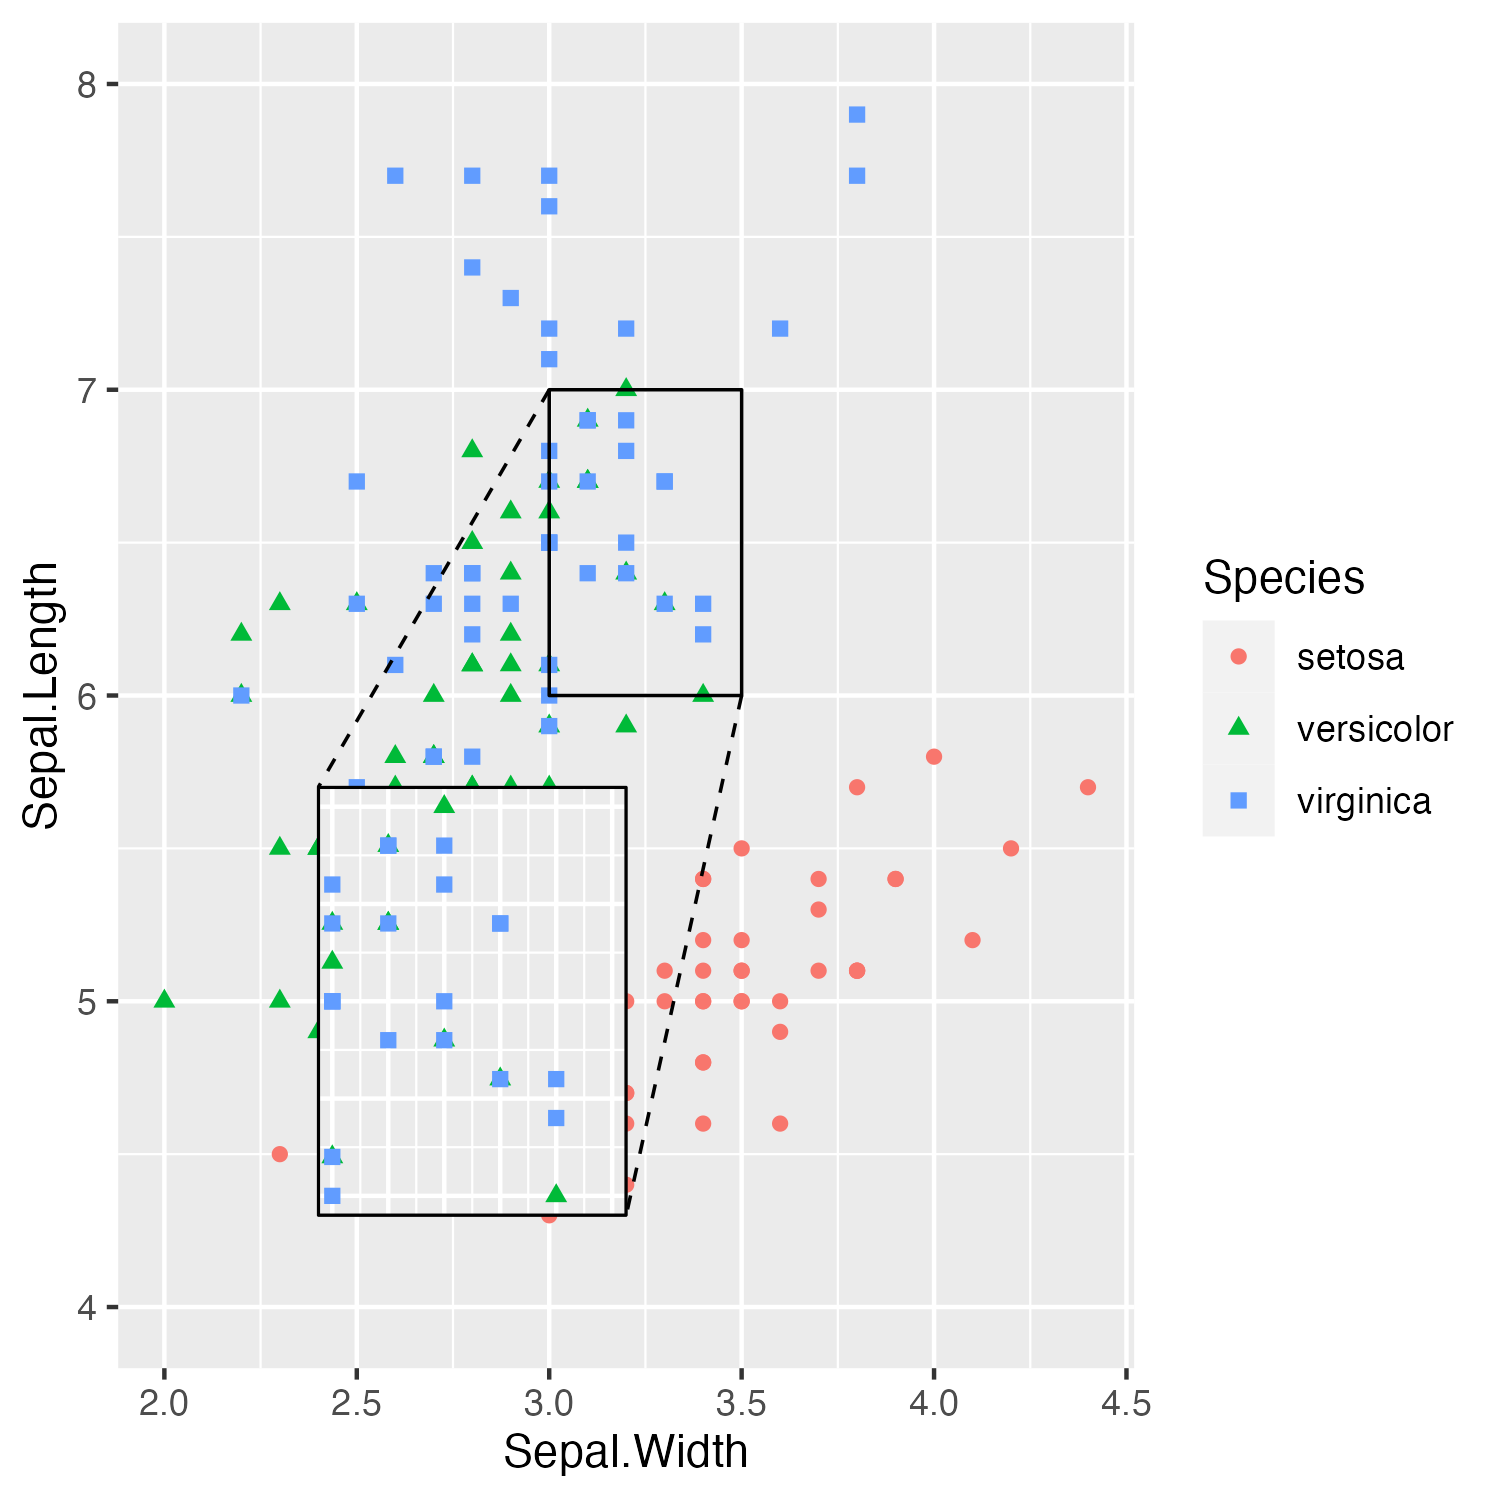 8
7
6
5
4
Sepal.Length
2.0 2.5 3.0 3.5 4.0 4.5
Sepal.Width
Species
setosa
versicolor
virginica